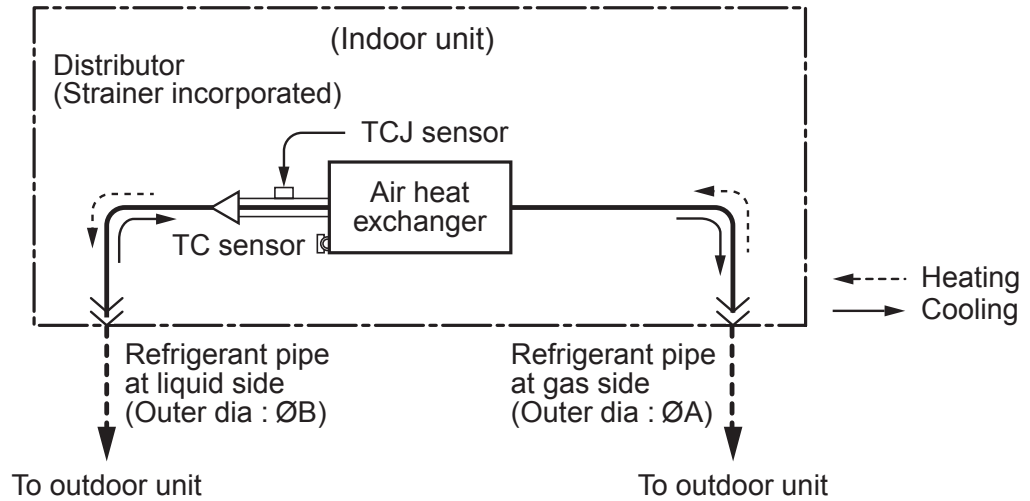 (Indoor unit)
Distributor
(Strainer incorporated)
TCJ sensor
Air heat
exchanger
TC sensor
Heating
Cooling
Refrigerant pipe
at liquid side
(Outer dia : ØB)
Refrigerant pipe
at gas side
(Outer dia : ØA)
To outdoor unit
To outdoor unit